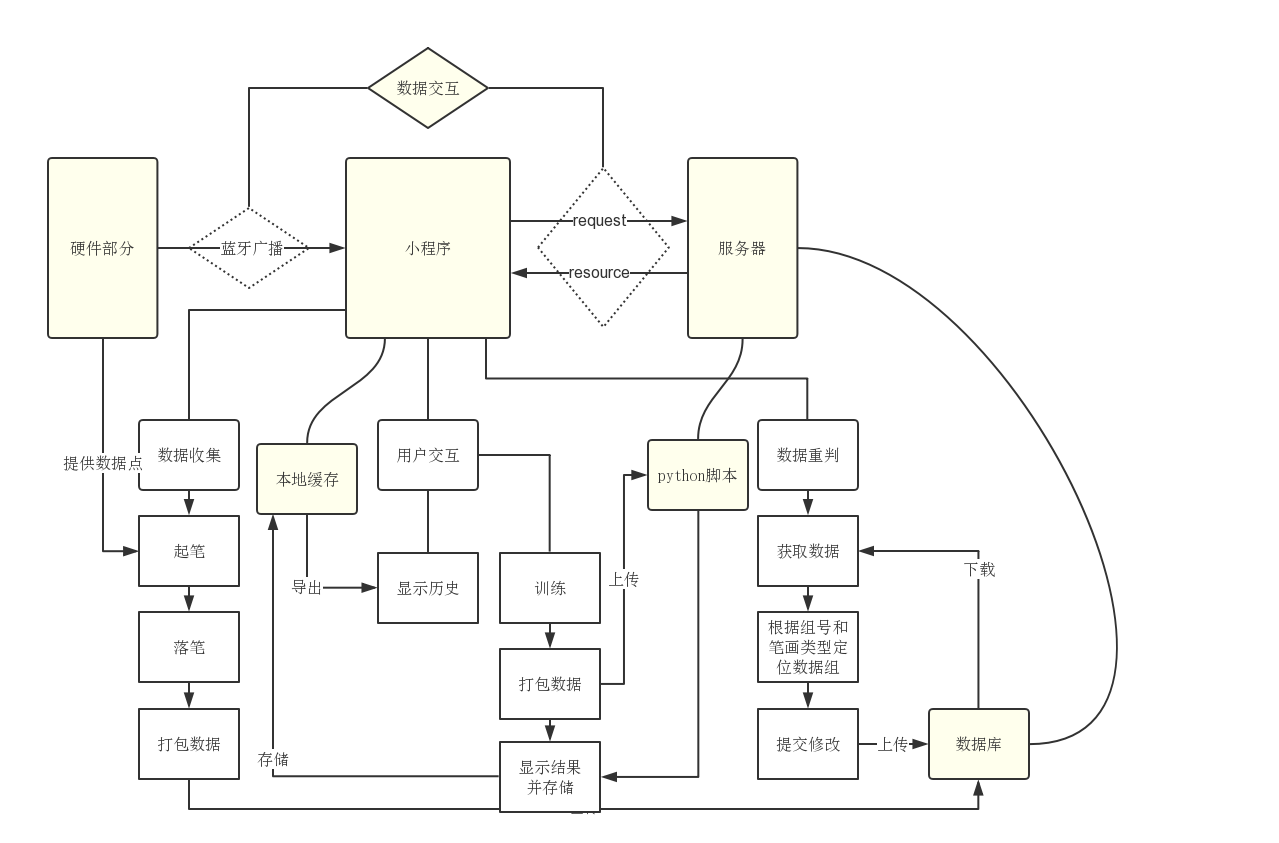 数据交互
硬件部分
蓝牙广播
小程序
request
resource
服务器
提供数据点
数据收集
本地缓存
用户交互
python脚本
数据重判
起笔
导出
显示历史
训练
上传
获取数据
下载
落笔
打包数据
根据组号和
笔画类型定
位数据组
打包数据
存储
显示结果
并存储
提交修改
上传
数据库